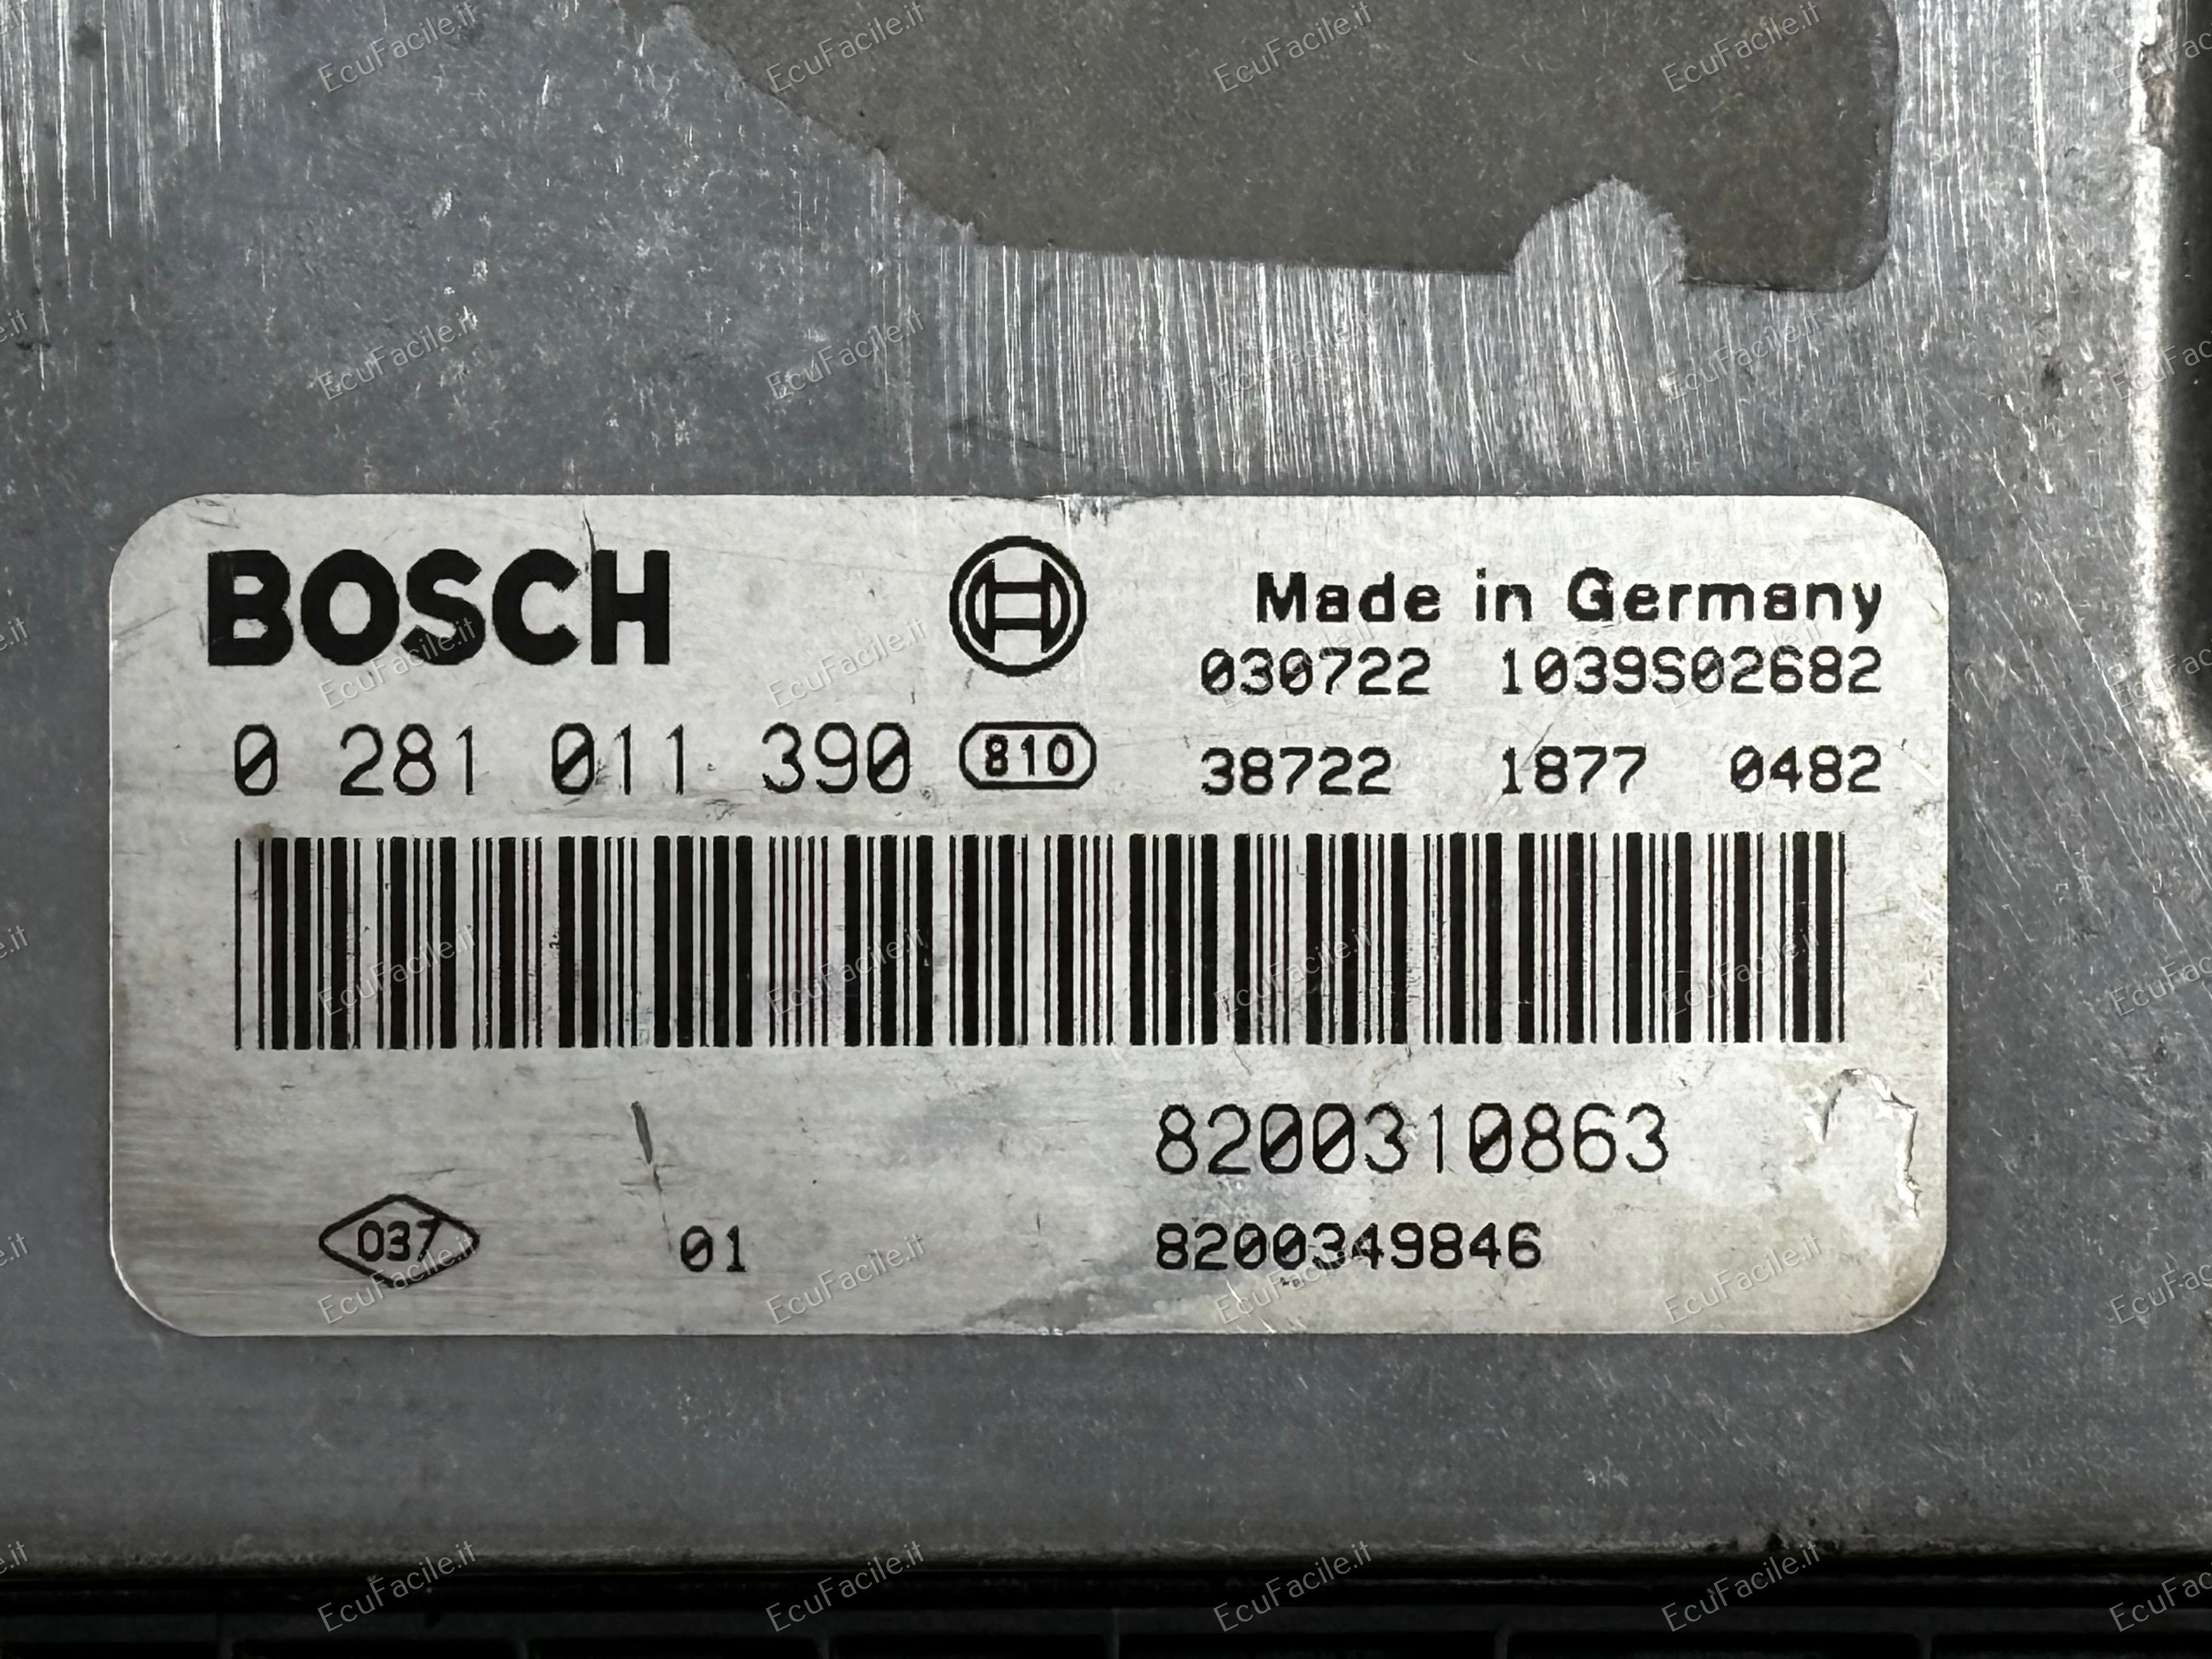 BOSCH
Made in Germany
030722 1039S02682
0 281 011 390 810 38722 1877 0482
8200310863
037 01 8200349846
EcuFacile.it